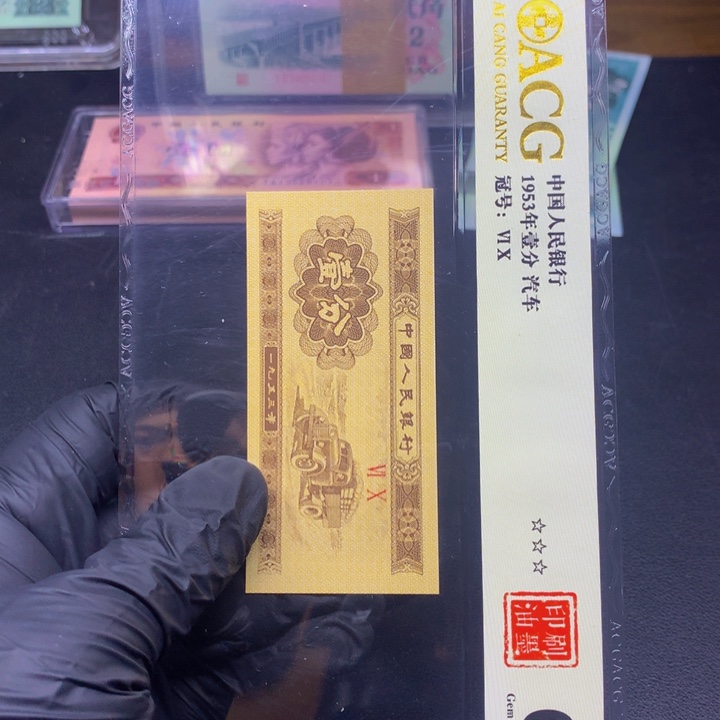 ACG
AI CANG GUARANTY
中国人民银行
1953年壹分 汽车
冠号: VI X
☆☆☆
印刷
油墨
Gem
中國人民銀行
壹分
一九五三年
VI X
2